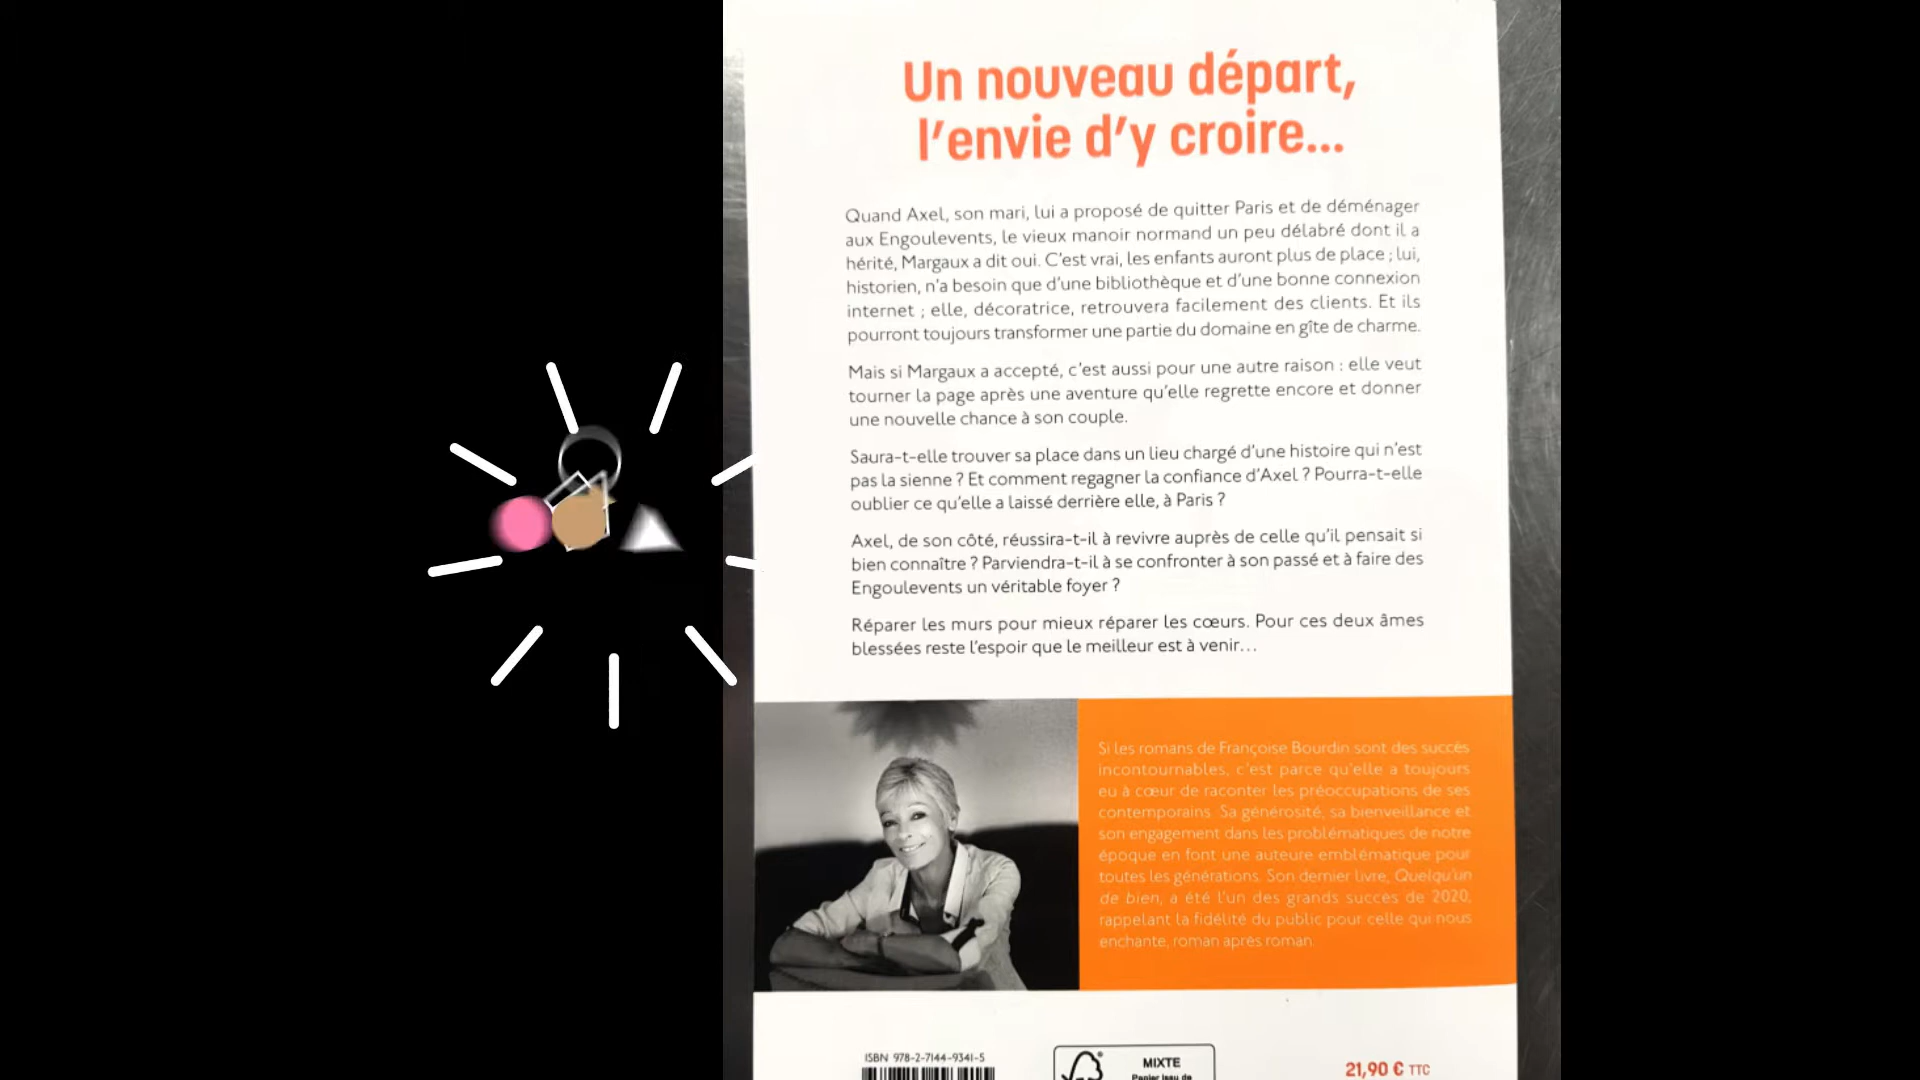 Un nouveau départ,
l'envie d'y croire...
Quand Axel, son mari, lui a proposé de quitter Paris et de déménager
aux Engoulevents, le vieux manoir normand un peu délabré dont il a
hérité, Margaux a dit oui. C'est vrai, les enfants auront plus de place ; lui,
historien, n'a besoin que d'une bibliothèque et d'une bonne connexion
internet ; elle, décoratrice, retrouvera facilement des clients. Et ils
pourront toujours transformer une partie du domaine en gîte de charme.
Mais si Margaux a accepté, c'est aussi pour une autre raison : elle veut
tourner la page après une aventure qu'elle regrette encore et donner
une nouvelle chance à son couple.
Saura-t-elle trouver sa place dans un lieu chargé d'une histoire qui n'est
pas la sienne ? Et comment regagner la confiance d'Axel ? Pourra-t-elle
oublier ce qu'elle a laissé derrière elle, à Paris ?
Axel, de son côté, réussira-t-il à revivre auprès de celle qu'il pensait si
bien connaître ? Parviendra-t-il à se confronter à son passé et à faire des
Engoulevents un véritable foyer ?
Réparer les murs pour mieux réparer les cœurs. Pour ces deux âmes
blessées reste l'espoir que le meilleur est à venir...
Si les romans de Françoise Bourdin sont des succès
incontournables, c'est parce qu'elle a toujours
eu à cœur de raconter les préoccupations de ses
contemporains. Sa générosité, sa bienveillance et
son engagement dans les problématiques de notre
époque en font une auteure emblématique pour
toutes les générations. Son dernier livre, Quelqu'un
de bien, a été l'un des grands succès de 2020,
rappelant la fidélité du public pour celle qui nous
enchante, roman après roman.
ISBN 978-2-7144-9341-5
MIXTE
Papier issu de
21,90 € TTC